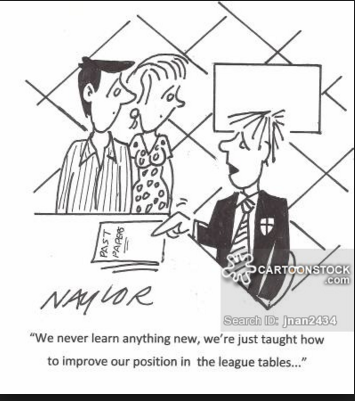 PAST
PAPERS
CARTOONSTOCK
.com
Search ID: jnan2434
NAYLOR
"We never learn anything new, we're just taught how
to improve our position in the league tables..."